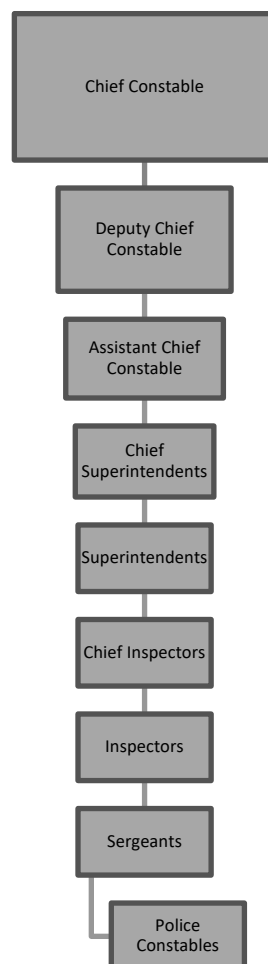 Chief Constable
Deputy Chief
Constable
Assistant Chief
Constable
Chief
Superintendents
Superintendents
Chief Inspectors
Inspectors
Sergeants
Police
Constables